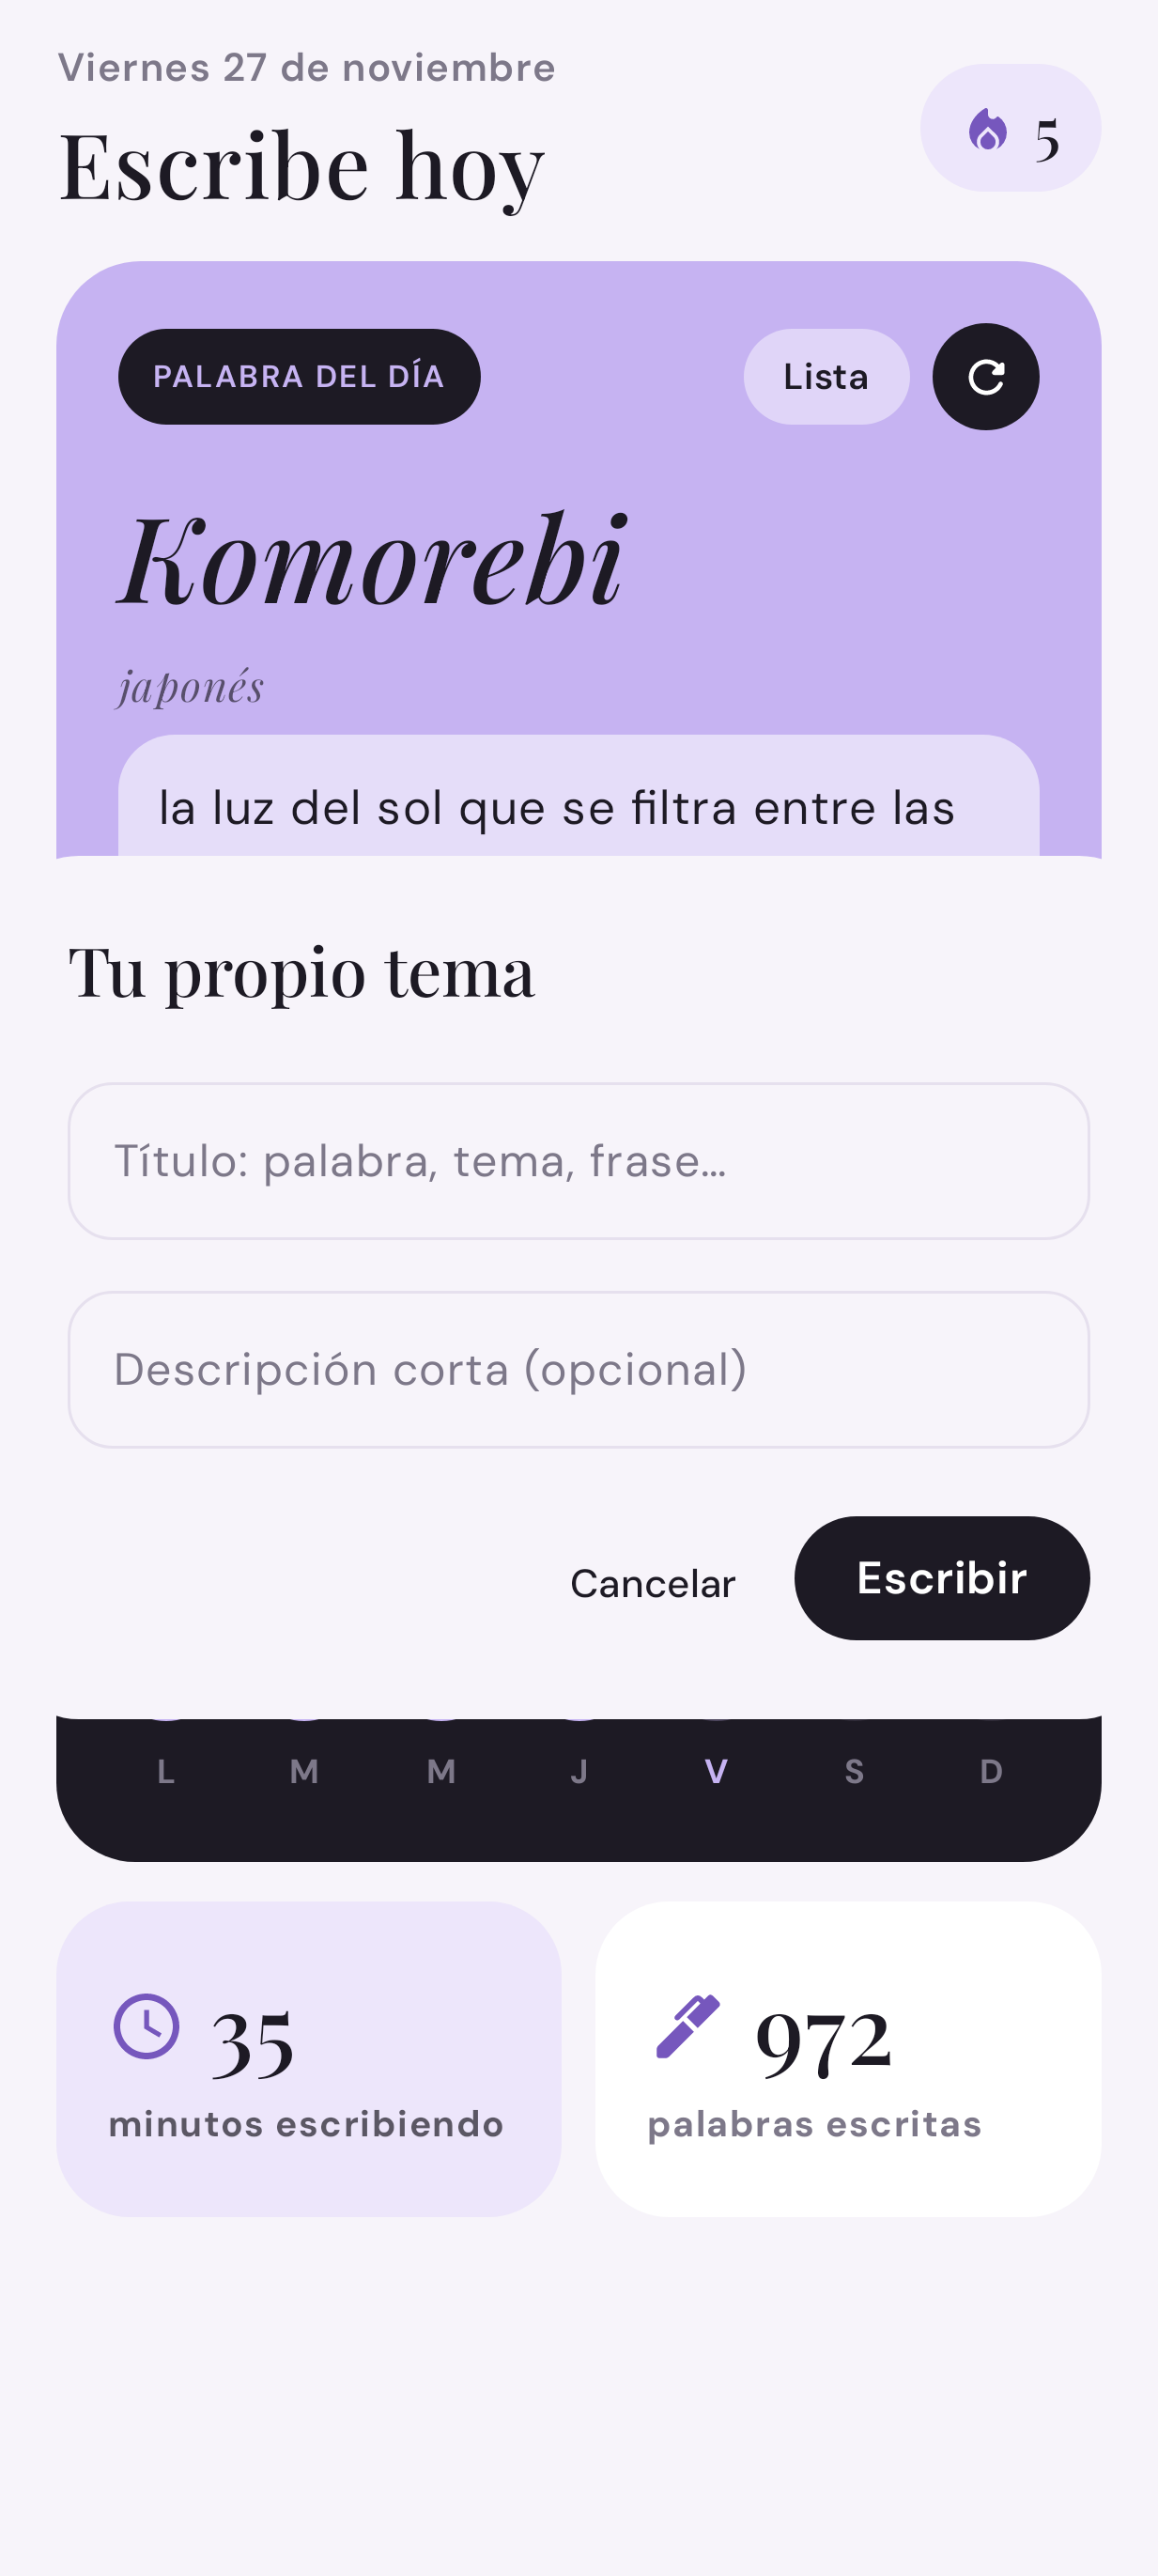 Viernes 27 de noviembre
Escribe hoy
5
PALABRA DEL DÍA
Lista
Komorebi
japonés
la luz del sol que se filtra entre las
Tu propio tema
Título: palabra, tema, frase...
Descripción corta (opcional)
Cancelar
Escribir
L M M J V S D
35
minutos escribiendo
972
palabras escritas